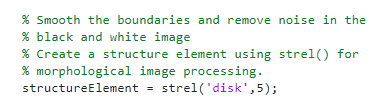 % Smooth the boundaries and remove noise in the
% black and white image
% Create a structure element using strel() for
% morphological image processing.
structureElement = strel('disk',5);